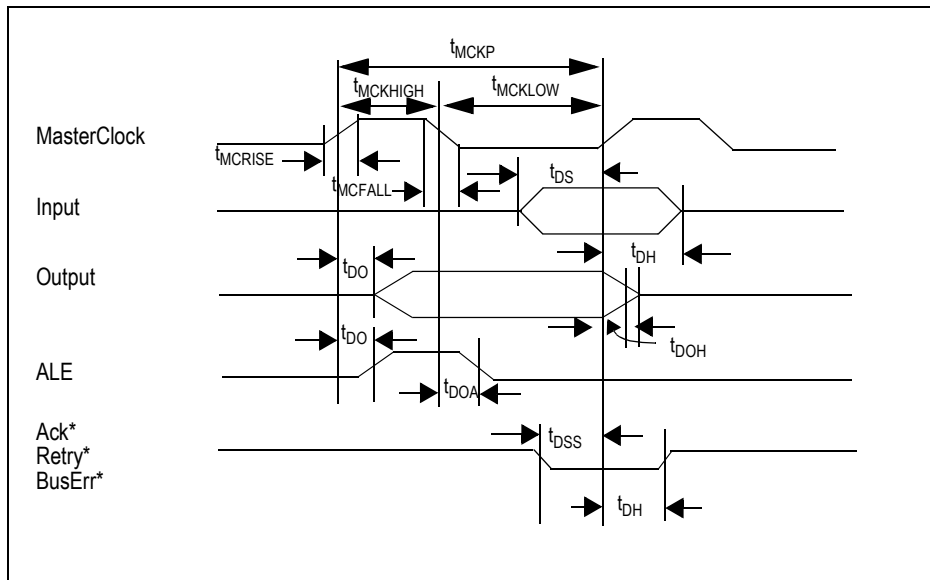 tMCKP
tMCKHIGH
tMCKLOW
MasterClock
tMCRISE
tMCFALL
tDS
Input
tDH
tDO
Output
tDO
tDOH
ALE
tDOA
Ack*
tDSS
Retry*
BusErr*
tDH